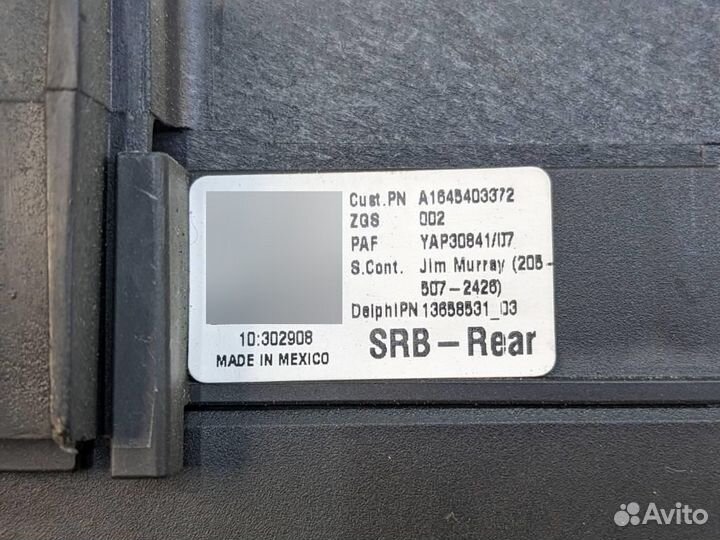 Cust.PN A1645403372
ZGS 002
PAF YAP30841/07
S.Cont. Jim Murray (205-
507-2426)
DelphiPN 13658531_03
SRB-Rear
10:302908
MADE IN MEXICO
Avito